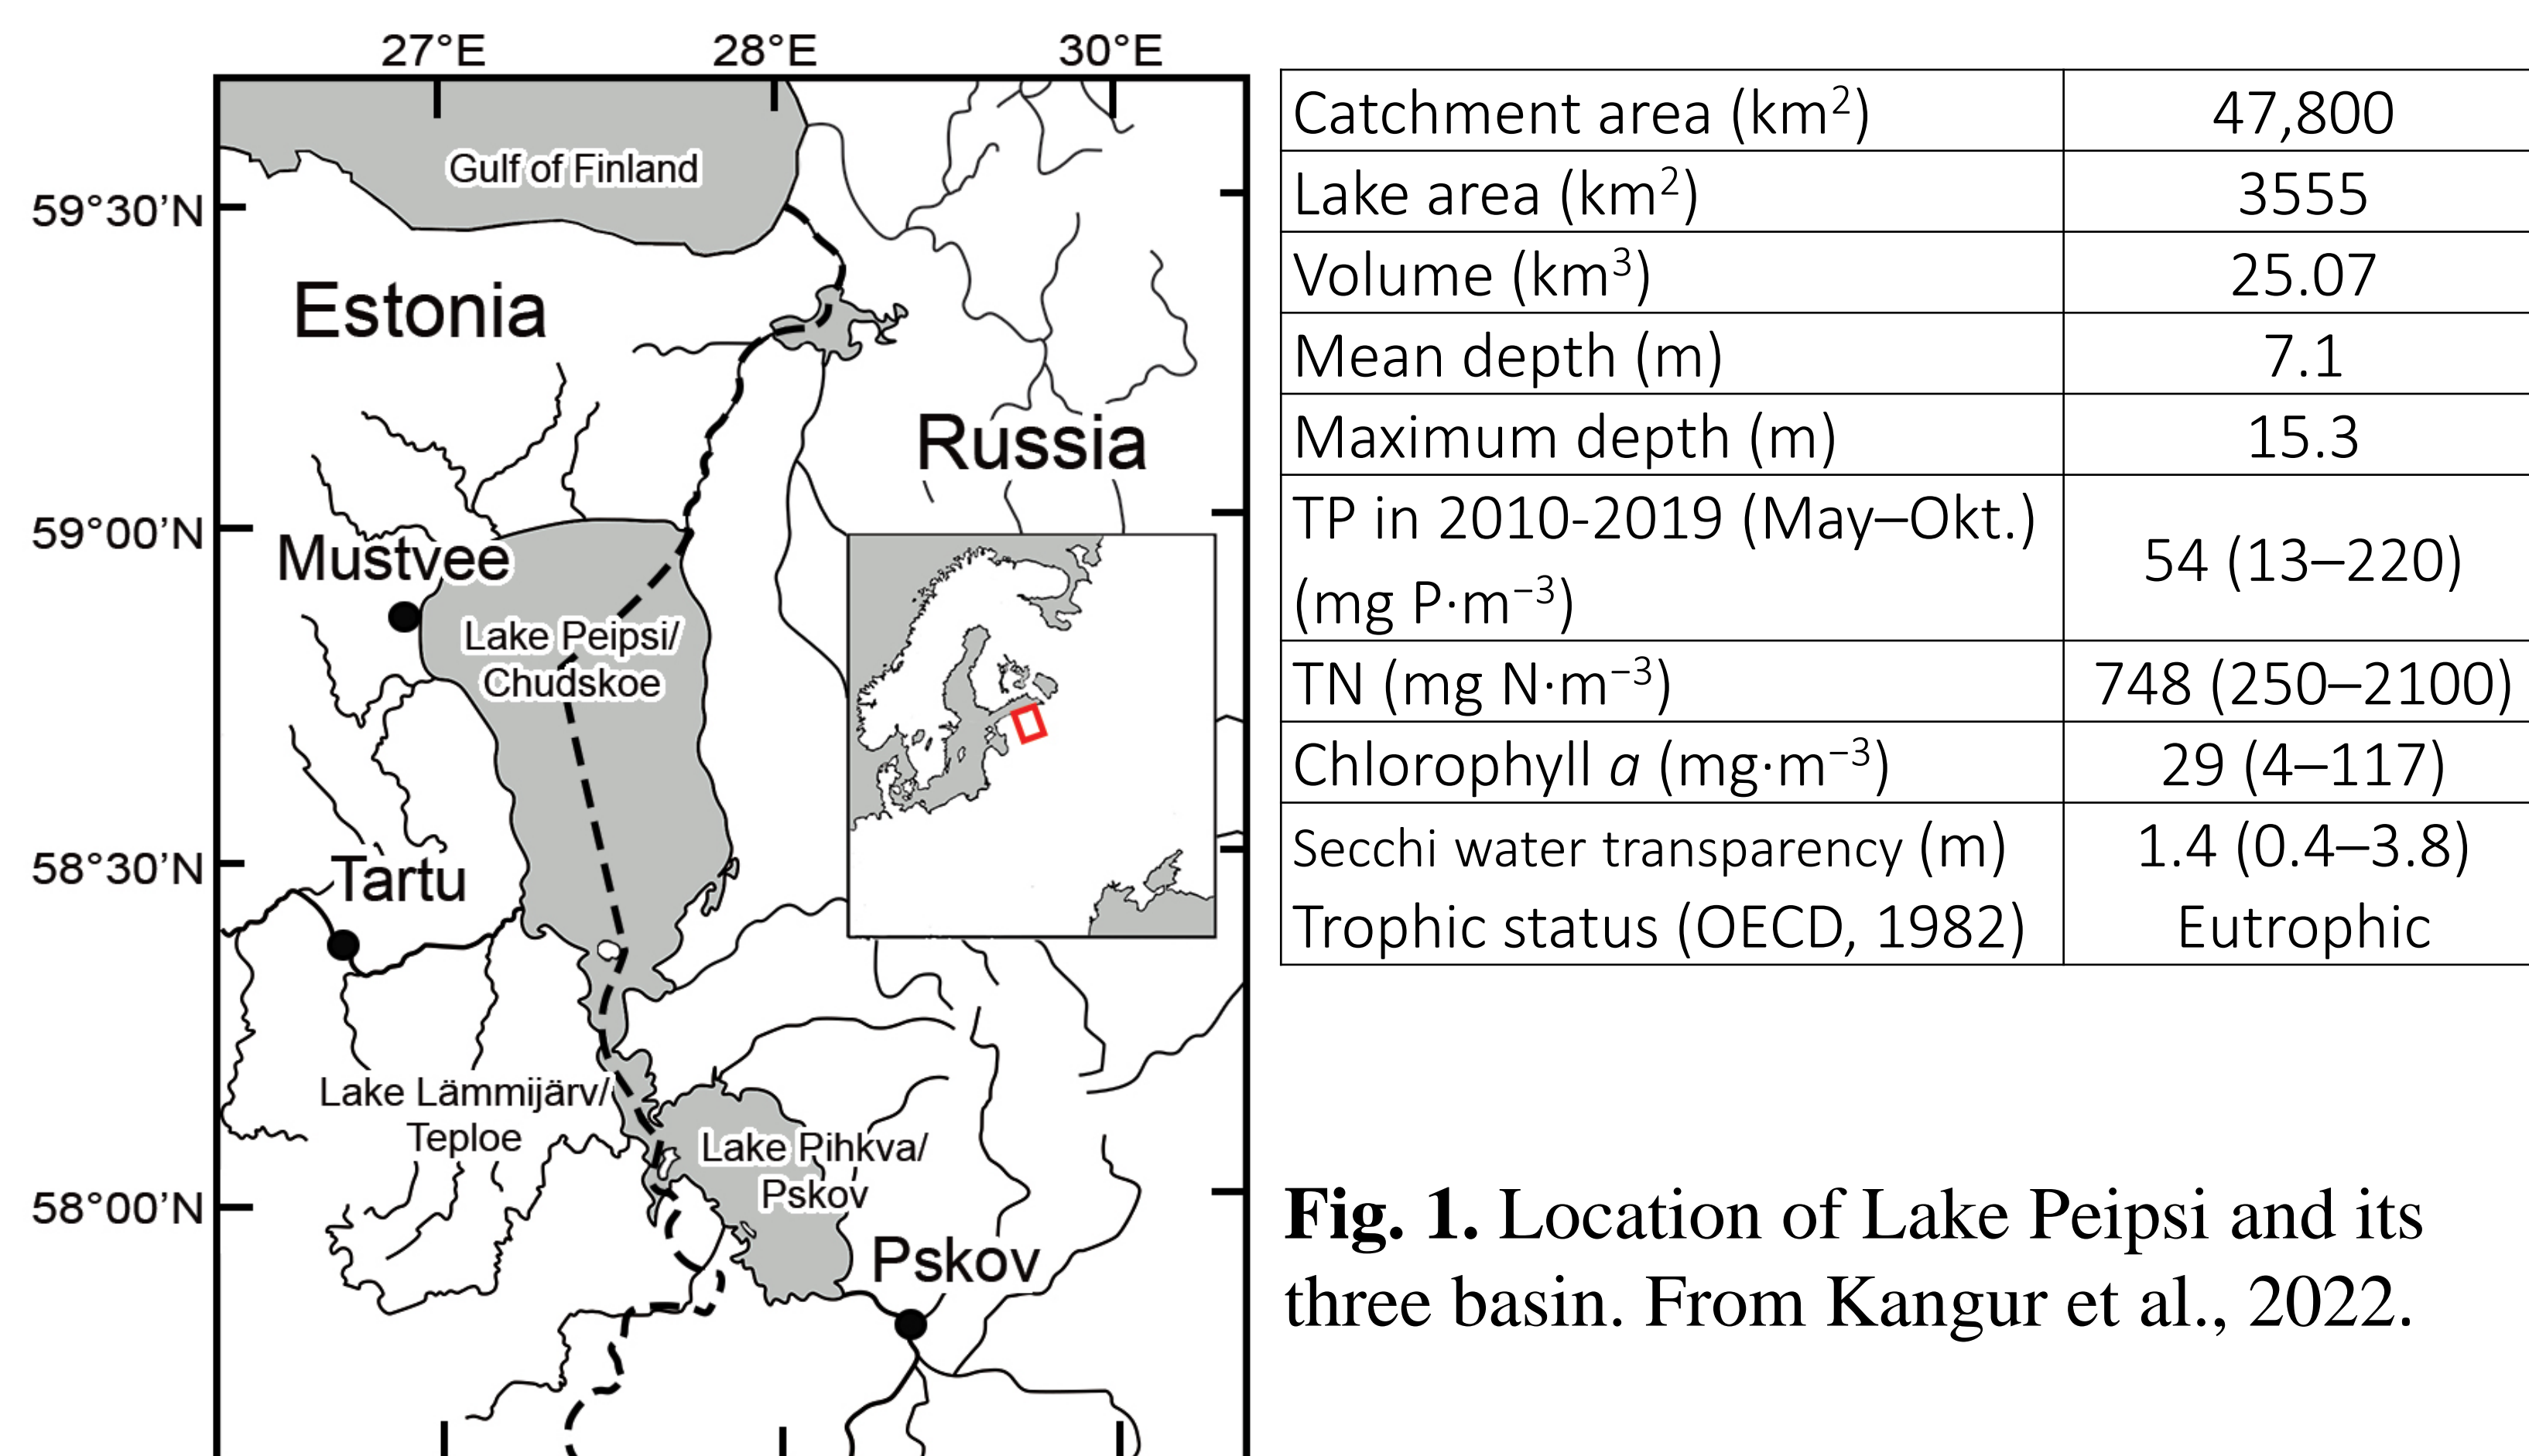 27°E 28°E 30°E
Gulf of Finland
59°30’N
Estonia
Russia
59°00’N
Mustvee
Lake Peipsi/
Chudskoe
58°30’N
Tartu
Lake Lämmijärv/
Teploe
Lake Pihkva/
Pskov
58°00’N
Pskov
Catchment area (km²) 47,800
Lake area (km²) 3555
Volume (km³) 25.07
Mean depth (m) 7.1
Maximum depth (m) 15.3
TP in 2010-2019 (May–Okt.)
(mg P·m⁻³) 54 (13–220)
TN (mg N·m⁻³) 748 (250–2100)
Chlorophyll a (mg·m⁻³) 29 (4–117)
Secchi water transparency (m) 1.4 (0.4–3.8)
Trophic status (OECD, 1982) Eutrophic
Fig. 1. Location of Lake Peipsi and its
three basin. From Kangur et al., 2022.